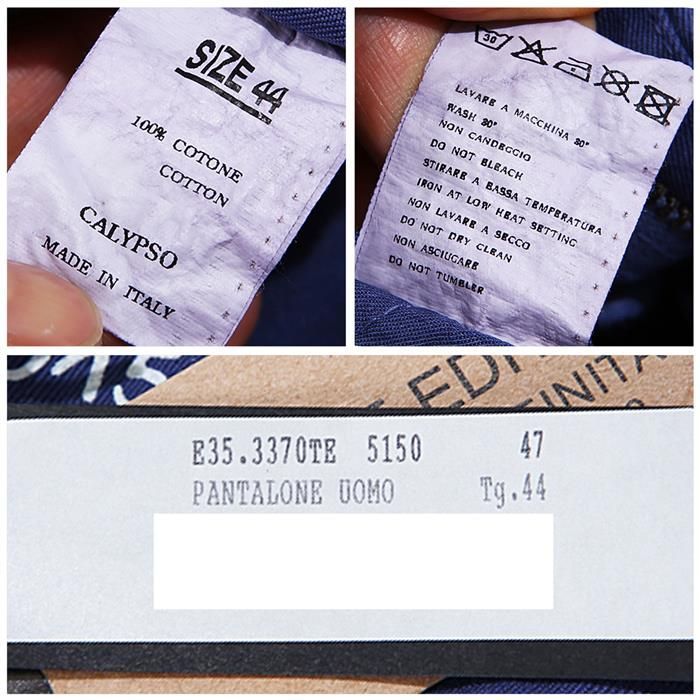 SIZE 44
100% COTONE
COTTON
CALYPSO
MADE IN ITALY
30
LAVARE A MACCHINA 30°
WASH 30°
NON CANDEGGIO
DO NOT BLEACH
STIRARE A BASSA TEMPERATURA
IRON AT LOW HEAT SETTING
NON LAVARE A SECCO
DO NOT DRY CLEAN
NON ASCIUGARE
DO NOT TUMBLER
E35.3370TE 5150 47
PANTALONE UOMO Tg.44